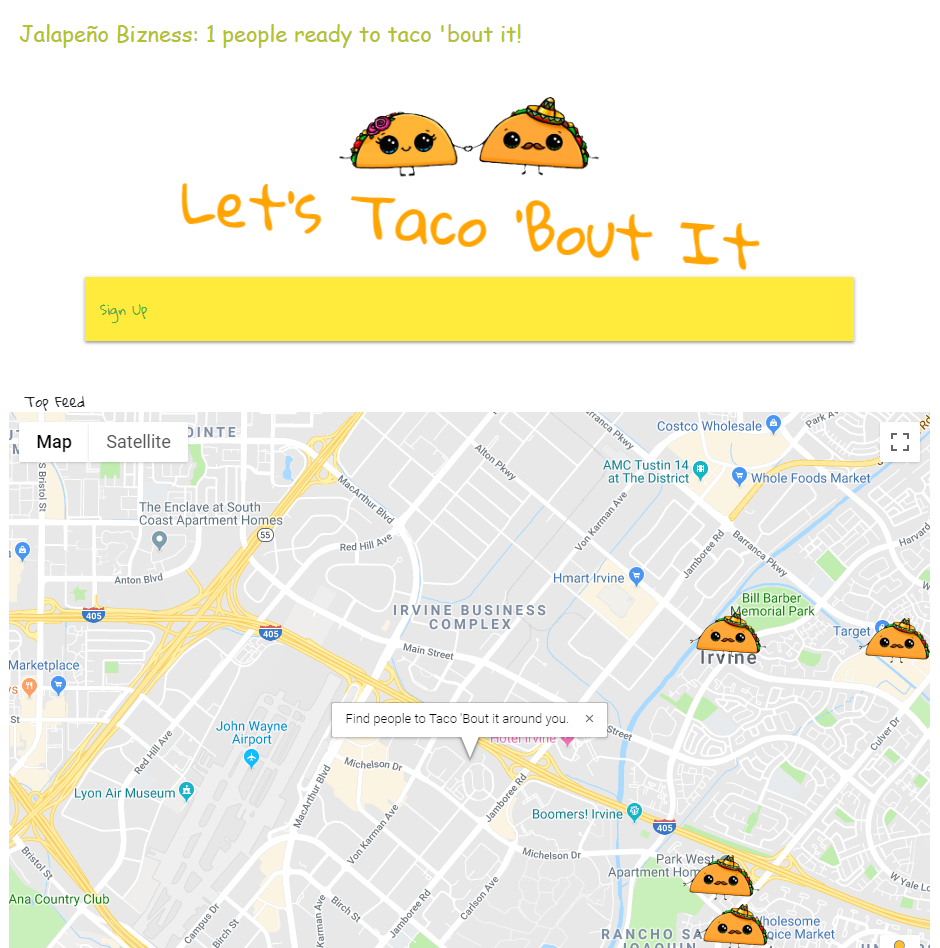 Jalapeño Bizness: 1 people ready to taco 'bout it!
Let's Taco 'Bout It
Sign Up
Top Feed
Map
Satellite
OINTE
Costco Wholesale
Park
Barranca Pkwy
AMC Tustin 14
at The District
Whole Foods Market
Alton Pkwy
S Bristol St
MacArthur Blvd
Von Karman Ave
The Enclave at South
Coast Apartment Homes
55
Red Hill Ave
Jamboree Rd
Barranca Pkwy
Harvard
Anton Blvd
Hmart Irvine
Bill Barber
Memorial Park
405
405
IRVINE BUSINESS
COMPLEX
Target
Main Street
Irvine
Marketplace
St
Find people to Taco 'Bout it around you.
Street
Hotel Irvine
John Wayne
Airport
Red Hill Ave
Culver Dr
Michelson Dr
Lyon Air Museum
MacArthur Blvd
Jamboree Rd
Boomers! Irvine
405
Von Karman Ave
Michelson Dr
Bristol St
Park West
Apartment Hom
W Yale Lo
Carlson Ave
Ana Country Club
Birch St
Campus Dr
Birch St
Jamboree Rd
Wholesome
Choice Market
RANCHO SA
JOAQUIN